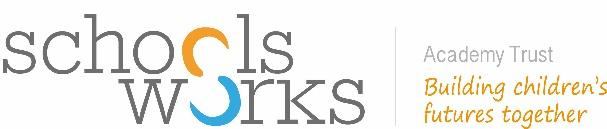 schools
works
Academy Trust
Building children's
futures together